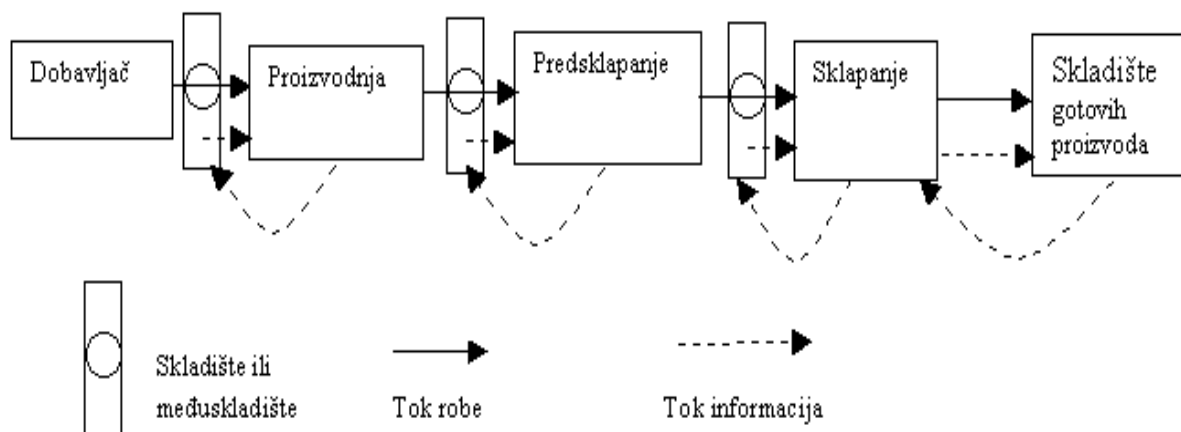 Dobavljač
Proizvodnja
Predsklapanje
Sklapanje
Skladište
gotovih
proizvoda
Skladište ili
međuskladište
Tok robe
Tok informacija